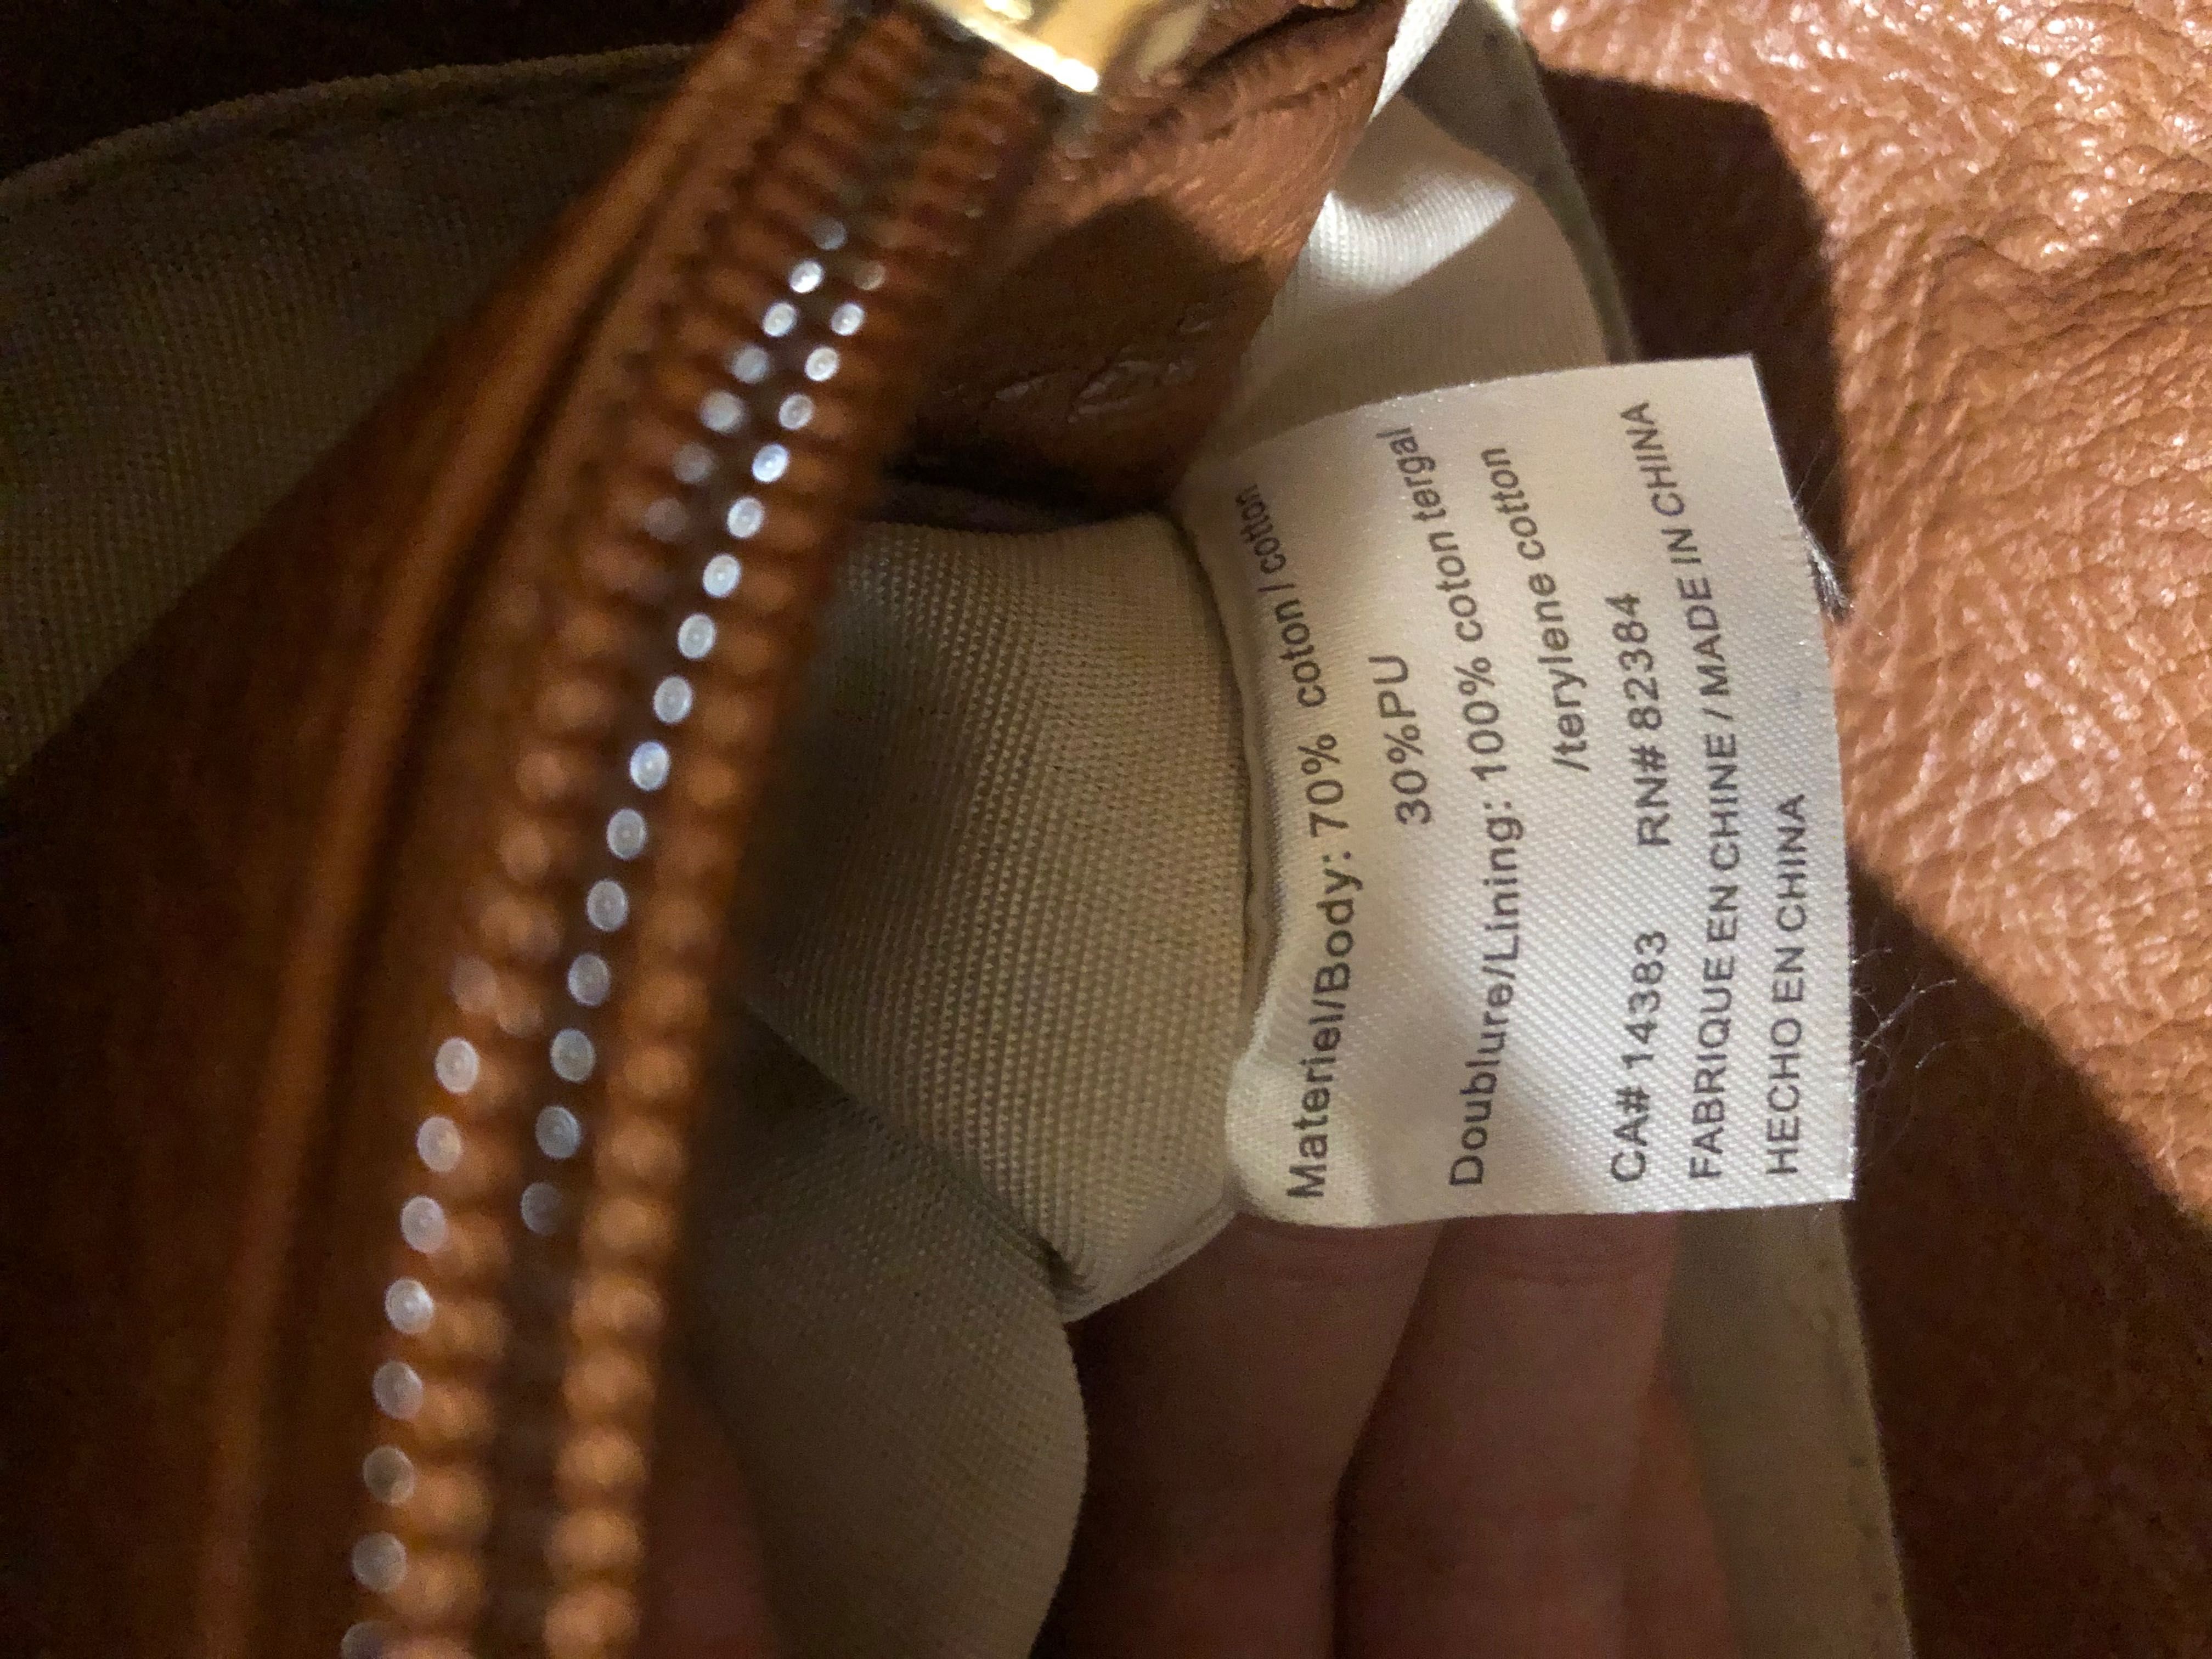 Materiel/Body: 70% coton / cotton
30%PU
Doublure/Lining: 100% coton tergal
/terylene cotton
CA# 14383 RN# 82384
FABRIQUE EN CHINE / MADE IN CHINA
HECHO EN CHINA